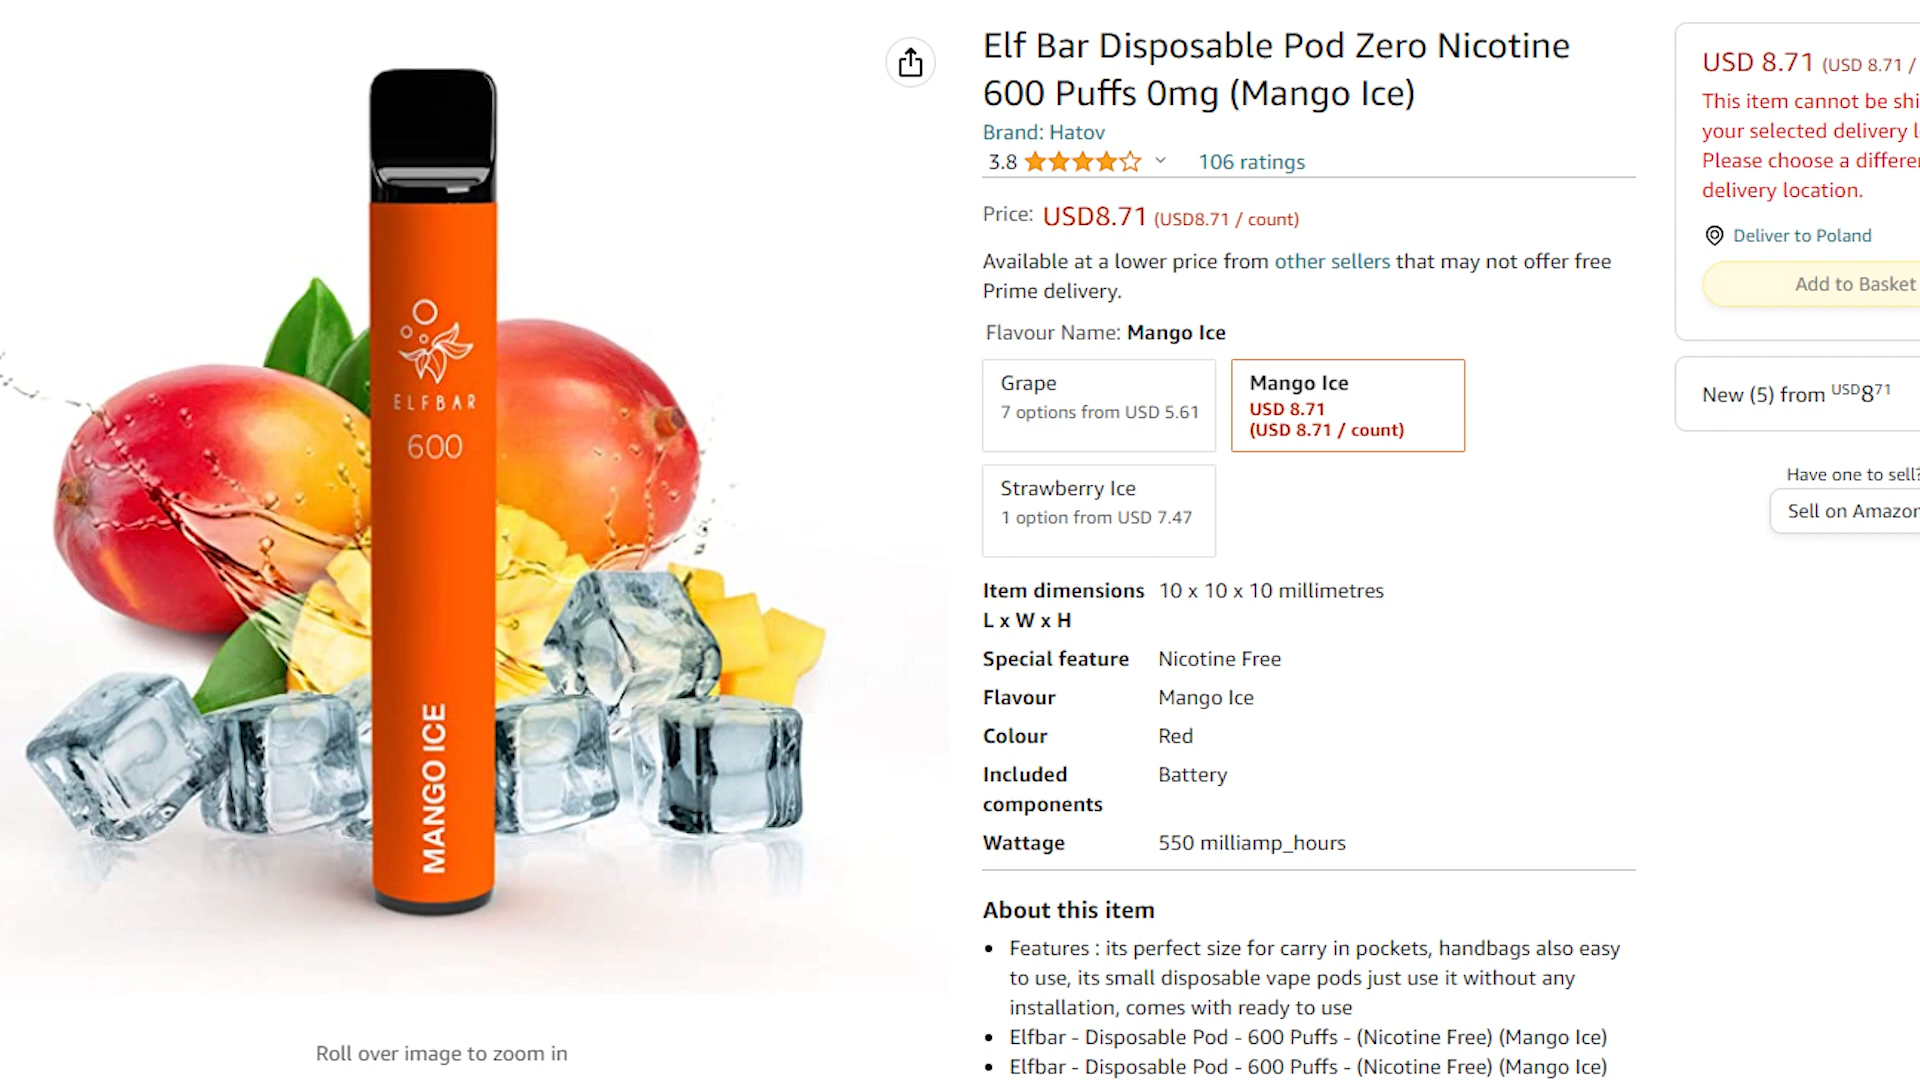 ELFBAR
600
MANGO ICE
Roll over image to zoom in
Elf Bar Disposable Pod Zero Nicotine
600 Puffs 0mg (Mango Ice)
Brand: Hatov
3.8 106 ratings
Price: USD8.71 (USD8.71 / count)
Available at a lower price from other sellers that may not offer free
Prime delivery.
Flavour Name: Mango Ice
Grape
7 options from USD 5.61
Mango Ice
USD 8.71
(USD 8.71 / count)
Strawberry Ice
1 option from USD 7.47
Item dimensions 10 x 10 x 10 millimetres
L x W x H
Special feature Nicotine Free
Flavour Mango Ice
Colour Red
Included Battery
components
Wattage 550 milliamp_hours
About this item
• Features : its perfect size for carry in pockets, handbags also easy
to use, its small disposable vape pods just use it without any
installation, comes with ready to use
• Elfbar - Disposable Pod - 600 Puffs - (Nicotine Free) (Mango Ice)
• Elfbar - Disposable Pod - 600 Puffs - (Nicotine Free) (Mango Ice)
USD 8.71 (USD 8.71 /
This item cannot be shi
your selected delivery l
Please choose a differe
delivery location.
Deliver to Poland
Add to Basket
New (5) from USD871
Have one to sell?
Sell on Amazon